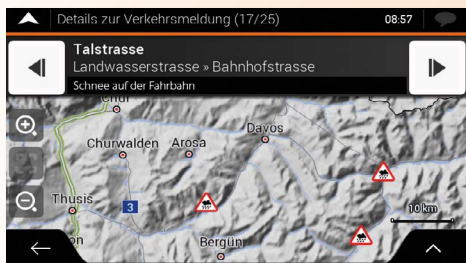 Details zur Verkehrsmeldung (17/25)
08:57
Talstrasse
Landwasserstrasse » Bahnhofstrasse
Schnee auf der Fahrbahn
Chur
Davos
Churwalden
Arosa
Thusis
3
10 km
Bergün